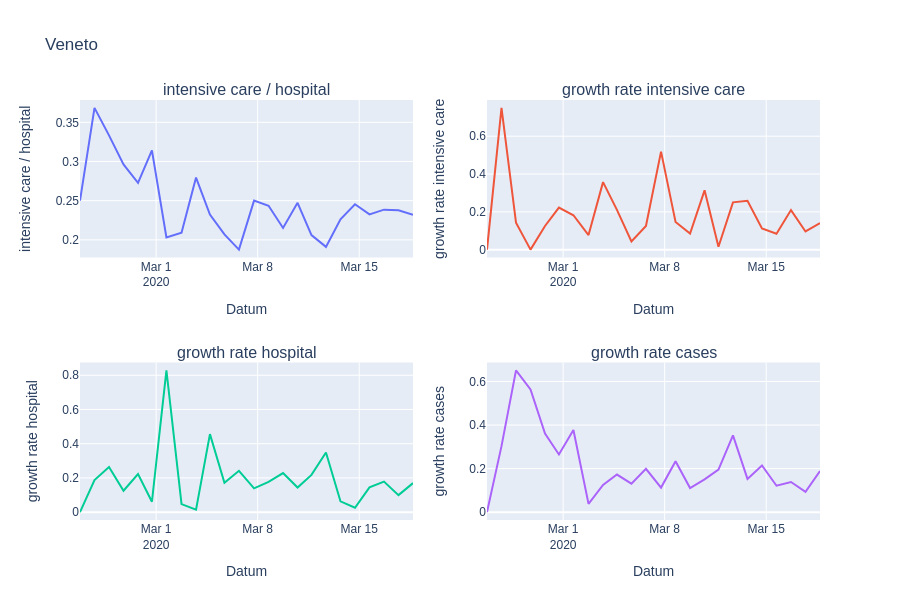 Veneto
intensive care / hospital
growth rate intensive care
intensive care / hospital
0.35
0.3
0.25
0.2
Mar 1
2020
Mar 8
Mar 15
Datum
growth rate intensive care
0.6
0.4
0.2
0
Mar 1
2020
Mar 8
Mar 15
Datum
growth rate hospital
growth rate cases
growth rate hospital
0.8
0.6
0.4
0.2
0
Mar 1
2020
Mar 8
Mar 15
Datum
growth rate cases
0.6
0.4
0.2
0
Mar 1
2020
Mar 8
Mar 15
Datum